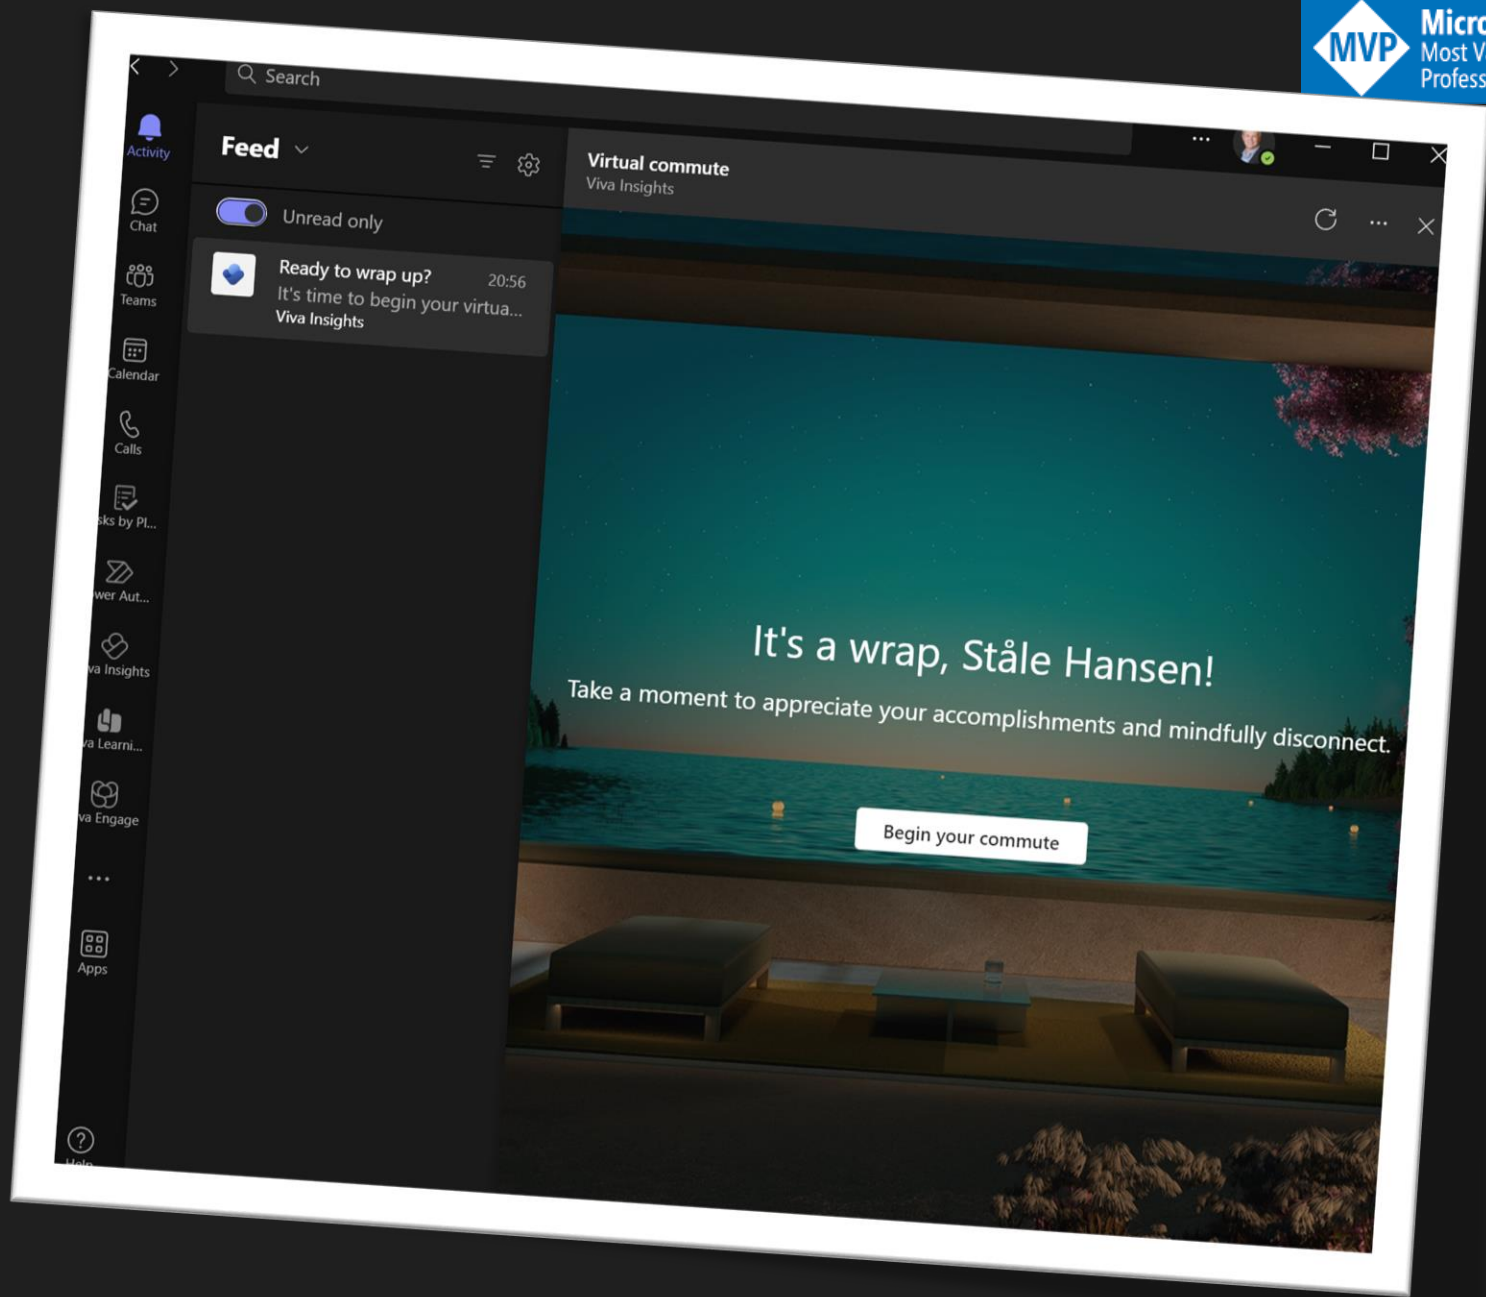 MVP
Most
Search
Activity
Feed
Virtual commute
Viva Insights
Chat
Unread only
Ready to wrap up? 20:56
It's time to begin your virtua...
Viva Insights
Teams
Calendar
Calls
sks by Pl...
wer Aut...
va Insights
va Learni...
va Engage
Apps
It's a wrap, Ståle Hansen!
Take a moment to appreciate your accomplishments and mindfully disconnect.
Begin your commute